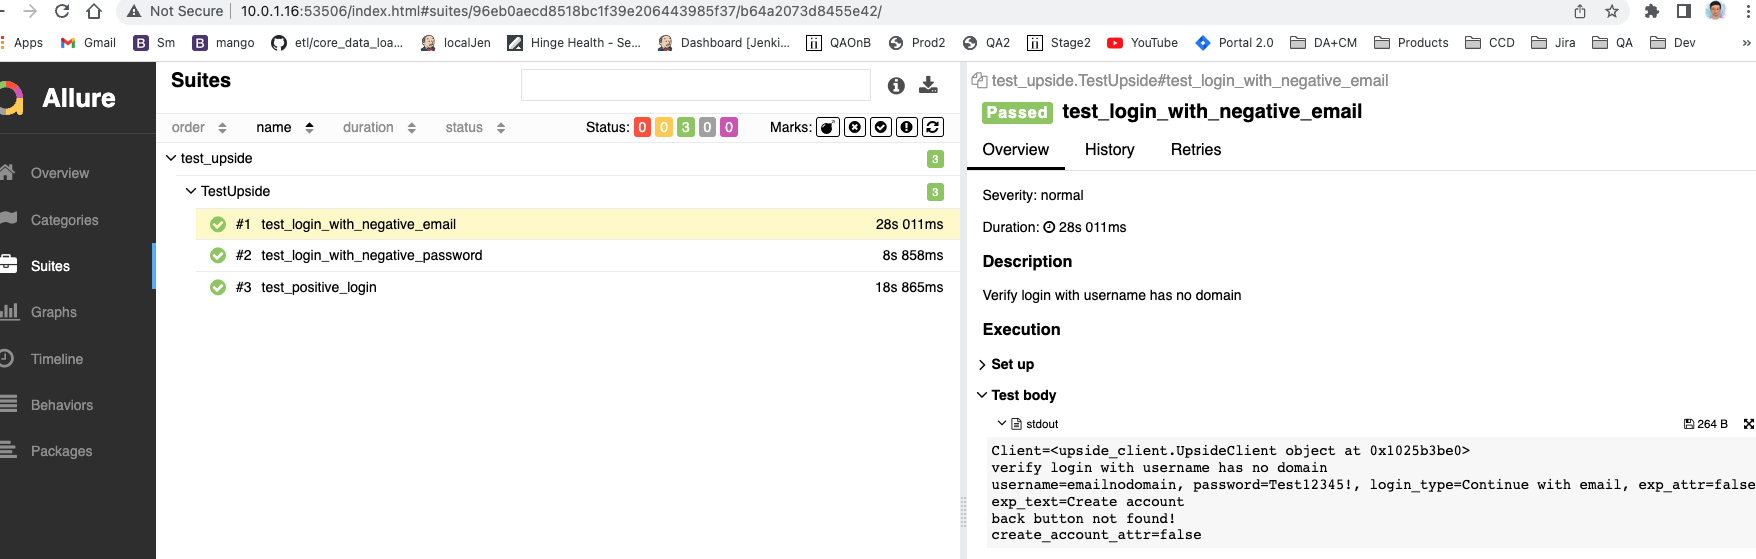 Not Secure | 10.0.1.16:53506/index.html#suites/96eb0aecd8518bc1f39e206443985f37/b64a2073d8455e42/
Apps Gmail Sm mango etl/core_data_loa... localJen Hinge Health - Se... Dashboard [Jenki... QAOnB Prod2 QA2 Stage2 YouTube Portal 2.0 DA+CM Products CCD Jira QA Dev »
Allure
Overview
Categories
Suites
Graphs
Timeline
Behaviors
Packages
Suites
order name duration status Status: 0 0 3 0 0 Marks:
test_upside 3
TestUpside 3
#1 test_login_with_negative_email 28s 011ms
#2 test_login_with_negative_password 8s 858ms
#3 test_positive_login 18s 865ms
test_upside.TestUpside#test_login_with_negative_email
Passed test_login_with_negative_email
Overview History Retries
Severity: normal
Duration: 28s 011ms
Description
Verify login with username has no domain
Execution
Set up
Test body
stdout 264 B
Client=<upside_client.UpsideClient object at 0x1025b3be0>
verify login with username has no domain
username=emailnodomain, password=Test12345!, login_type=Continue with email, exp_attr=false
exp_text=Create account
back button not found!
create_account_attr=false